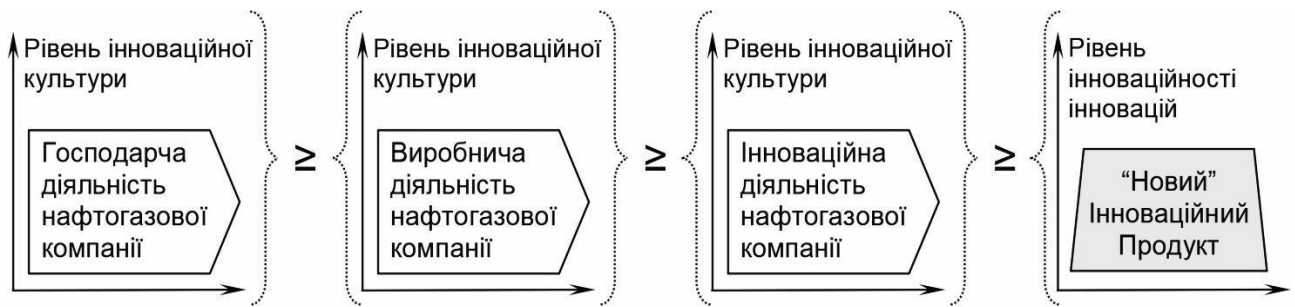 Рівень інноваційної
культури
Господарча
діяльність
нафтогазової
компанії
≥
Рівень інноваційної
культури
Виробнича
діяльність
нафтогазової
компанії
≥
Рівень інноваційної
культури
Інноваційна
діяльність
нафтогазової
компанії
≥
Рівень
інноваційності
інновацій
“Новий”
Інноваційний
Продукт